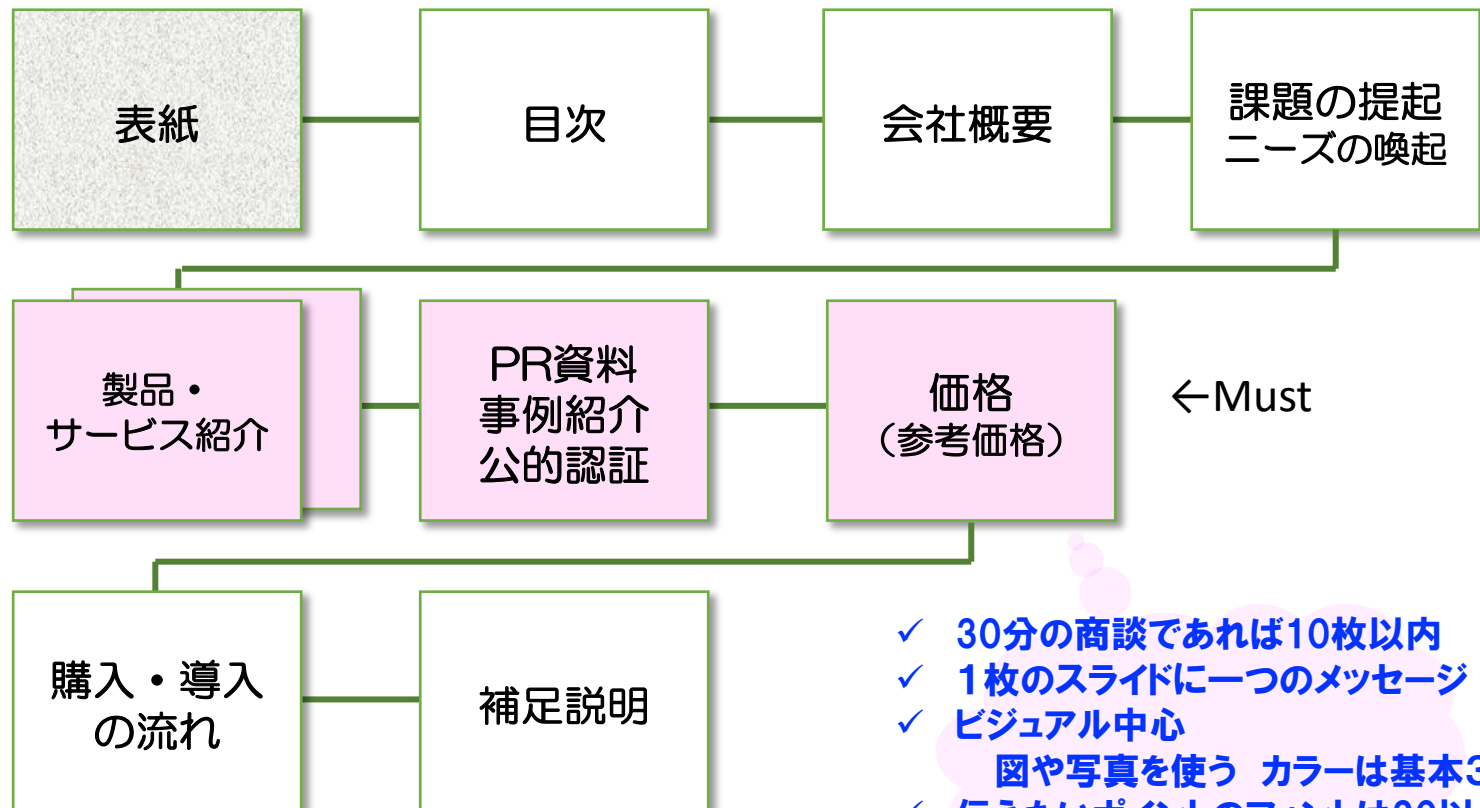 表紙
目次
会社概要
課題の提起
ニーズの喚起
製品・
サービス紹介
PR資料
事例紹介
公的認証
価格
（参考価格）
←Must
購入・導入
の流れ
補足説明
✓ 30分の商談であれば10枚以内
✓ 1枚のスライドに一つのメッセージ
✓ ビジュアル中心
図や写真を使う カラーは基本3